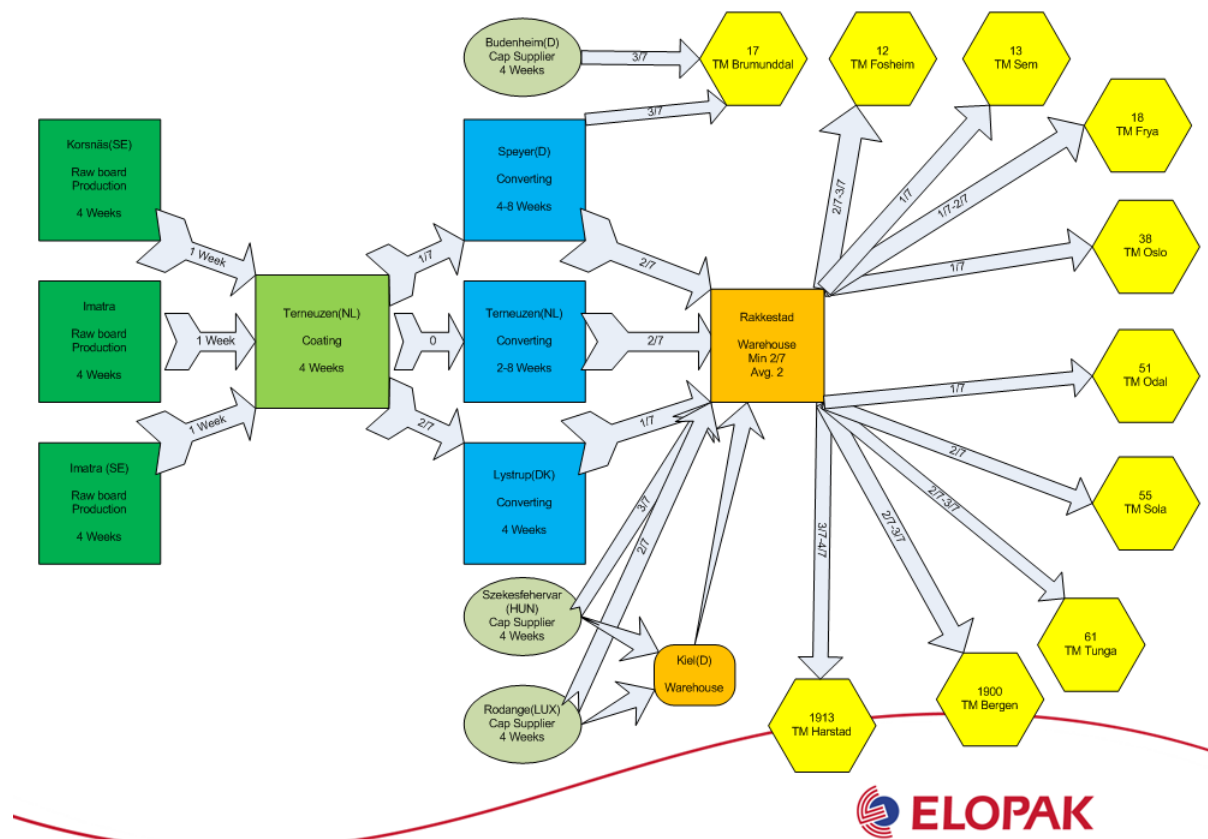 Budenheim(D)
Cap Supplier
4 Weeks
3/7
17
TM Brumunddal
12
TM Fosheim
13
TM Sem
18
TM Frya
3/7
Korsnäs(SE)
Raw board
Production
4 Weeks
1 Week
Speyer(D)
Converting
4-8 Weeks
1/7
2/7
2/7-3/7
1/7
1/7-2/7
38
TM Oslo
1/7
Imatra
Raw board
Production
4 Weeks
1 Week
Terneuzen(NL)
Coating
4 Weeks
0
Terneuzen(NL)
Converting
2-8 Weeks
2/7
Rakkestad
Warehouse
Min 2/7
Avg. 2
51
TM Odal
1/7
Imatra (SE)
Raw board
Production
4 Weeks
1 Week
2/7
Lystrup(DK)
Converting
4 Weeks
1/7
3/7
2/7
55
TM Sola
2/7
2/7-3/7
2/7-3/7
3/7-4/7
Szekesfehervar
(HUN)
Cap Supplier
4 Weeks
61
TM Tunga
Kiel(D)
Warehouse
Rodange(LUX)
Cap Supplier
4 Weeks
1900
TM Bergen
1913
TM Harstad
ELOPAK